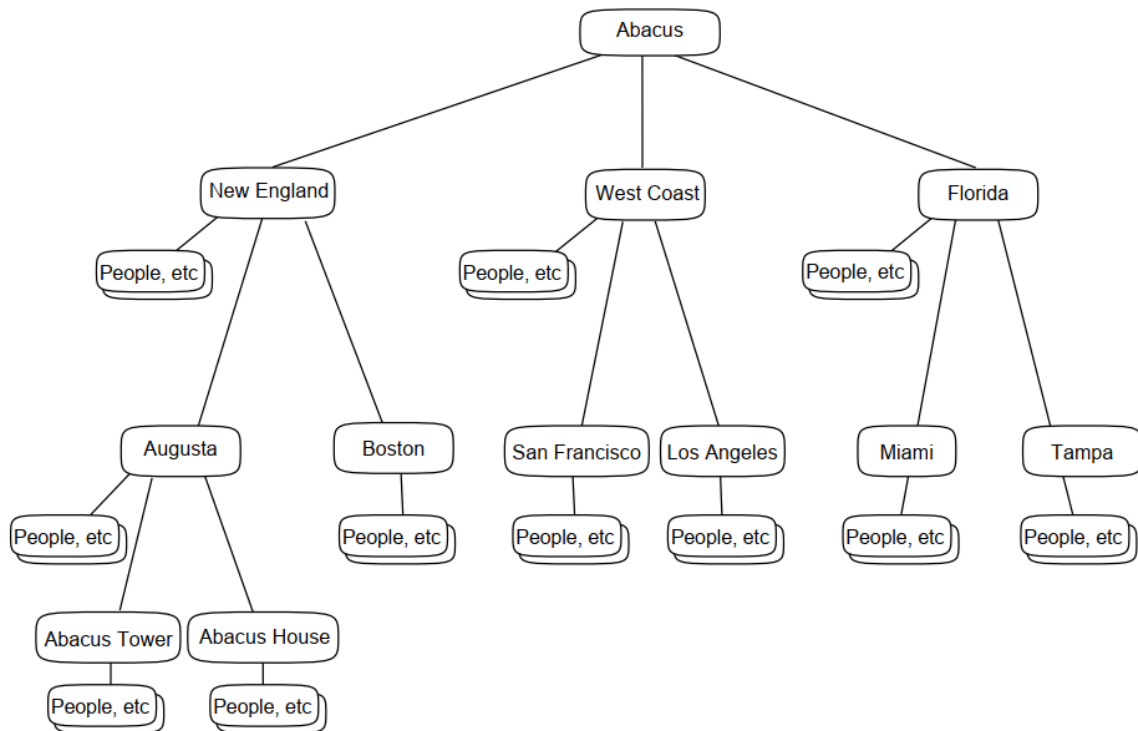 Abacus
New England
West Coast
Florida
People, etc
People, etc
People, etc
Augusta
Boston
San Francisco
Los Angeles
Miami
Tampa
People, etc
People, etc
People, etc
People, etc
People, etc
People, etc
Abacus Tower
Abacus House
People, etc
People, etc